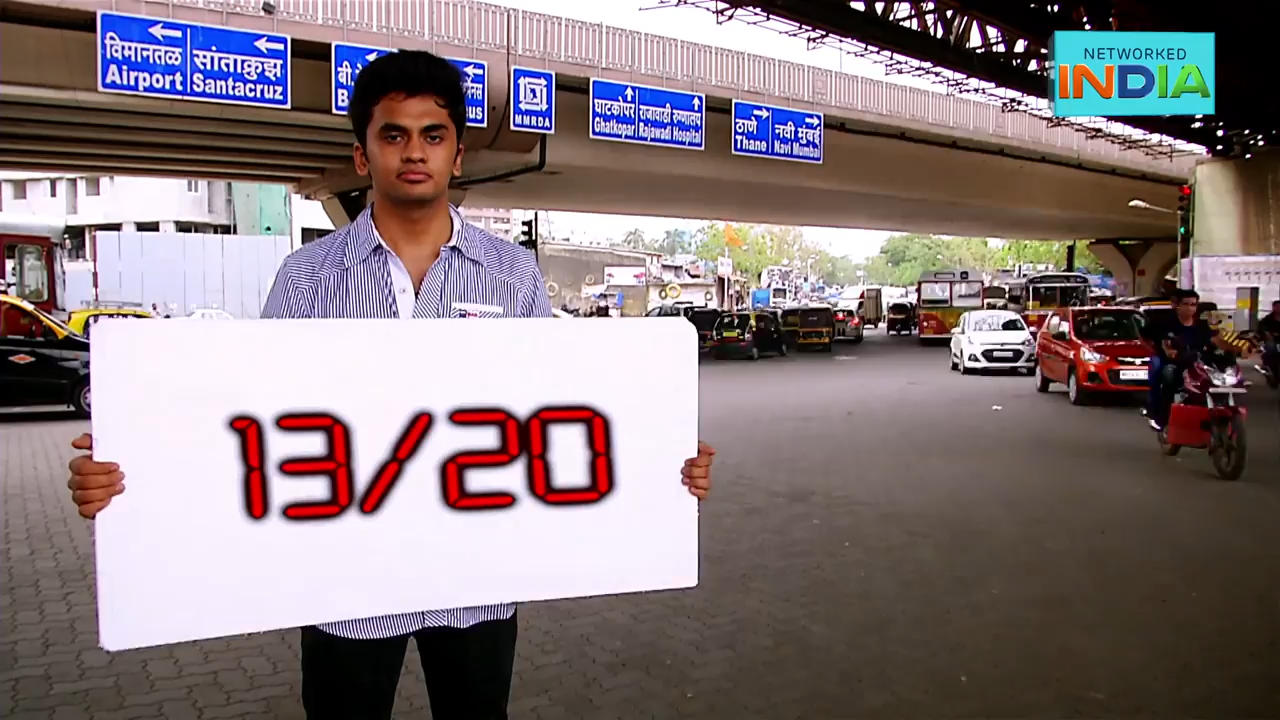 विमानतळ
Airport
सांताक्रुझ
Santacruz
MMRDA
घाटकोपर
Ghatkopar
राजावाडी रुग्णालय
Rajawadi Hospital
ठाणे
Thane
नवी मुंबई
Navi Mumbai
NETWORKED
INDIA
13/20